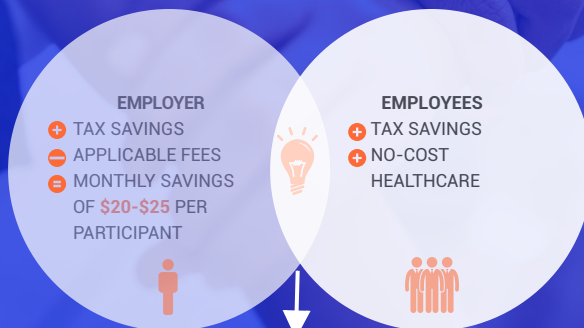 EMPLOYER
TAX SAVINGS
APPLICABLE FEES
MONTHLY SAVINGS
OF $20-$25 PER
PARTICIPANT
EMPLOYEES
TAX SAVINGS
NO-COST
HEALTHCARE